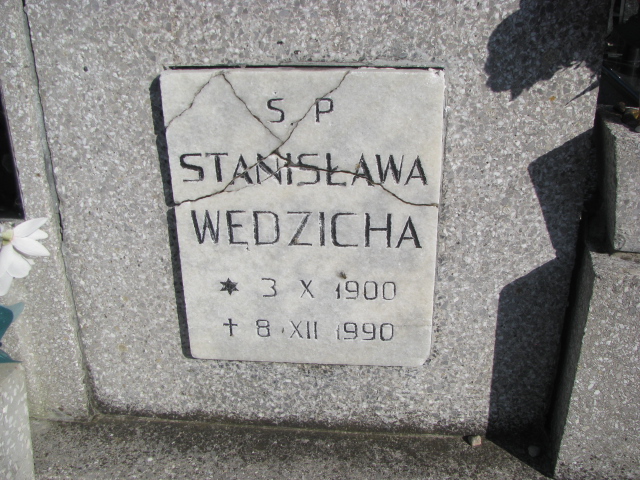 S. P
STANISŁAWA
WĘDZICHA
* 3 X 1900
† 8 XII 1990